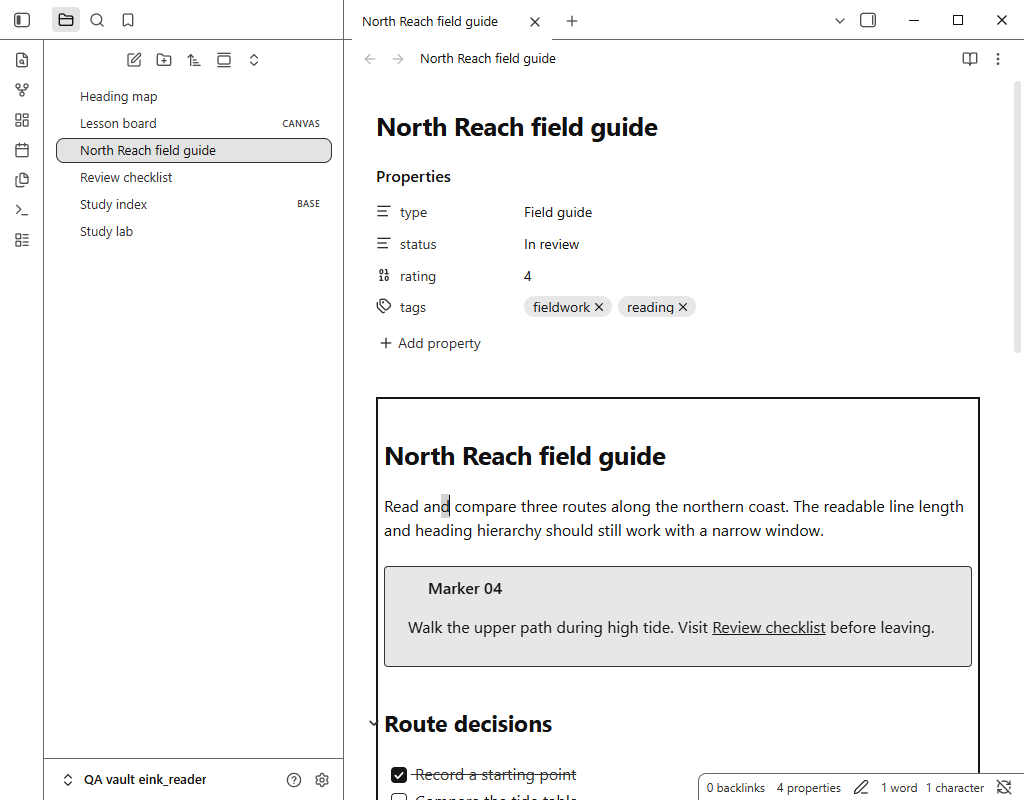 North Reach field guide
North Reach field guide
Heading map
Lesson board CANVAS
North Reach field guide
Review checklist
Study index BASE
Study lab
QA vault eink_reader
North Reach field guide
Properties
type Field guide
status In review
rating 4
tags fieldwork reading
Add property
North Reach field guide
Read and compare three routes along the northern coast. The readable line length
and heading hierarchy should still work with a narrow window.
Marker 04
Walk the upper path during high tide. Visit Review checklist before leaving.
Route decisions
Record a starting point
Compare the tide table
0 backlinks 4 properties 1 word 1 character